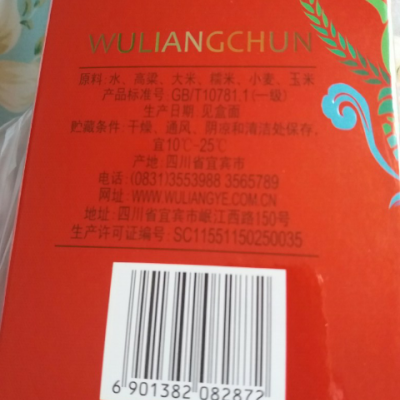 WULIANGCHUN
原料:水、高粱、大米、糯米、小麦、玉米
产品标准号:GB/T10781.1(一级)
生产日期:见盒面
贮藏条件:干燥、通风、阴凉和清洁处保存,
宜10℃-25℃
产地:四川省宜宾市
电话:(0831)3553988 3565789
网址:WWW.WULIANGYE.COM.CN
地址:四川省宜宾市岷江西路150号
生产许可证编号:SC11551150250035
6 901382 082872